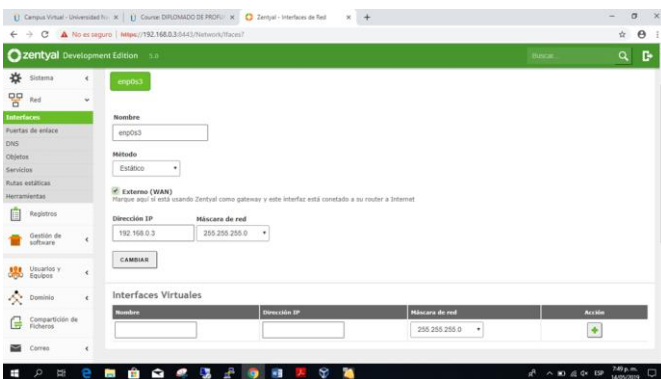 Campus Virtual - Universidad N
Course: DIPLOMADO DE PROFU
Zentyal - Interfaces de Red
No es seguro | https://192.168.0.3:8443/Network/Ifaces?
zentyal Development Edition 5.0
Buscar...
Sistema
Red
Interfaces
Puertas de enlace
DNS
Objetos
Servicios
Rutas estáticas
Herramientas
Registros
Gestión de
software
Usuarios y
Equipos
Dominio
Compartición de
Ficheros
Correo
enp0s3
Nombre
enp0s3
Método
Estático
Externo (WAN)
Marque aquí si está usando Zentyal como gateway y este interfaz está conetado a su router a Internet
Dirección IP Máscara de red
192.168.0.3 255.255.255.0
CAMBIAR
Interfaces Virtuales
Nombre Dirección IP Máscara de red Acción
255.255.255.0
ESP
7:49 p. m.
14/05/2019